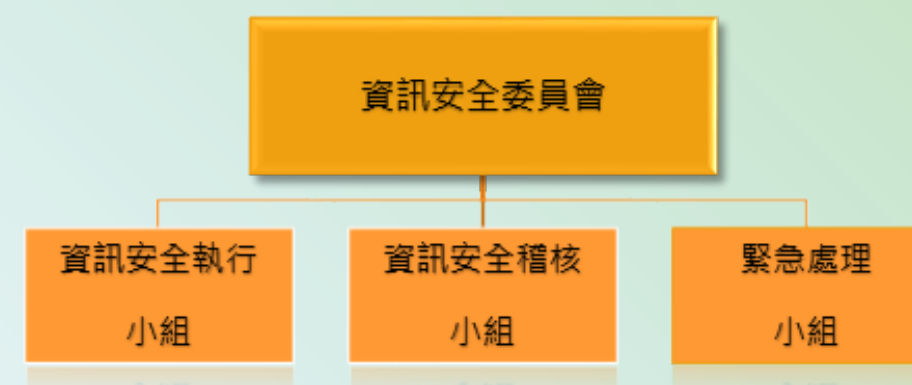 資訊安全委員會
資訊安全執行
小組
資訊安全稽核
小組
緊急處理
小組